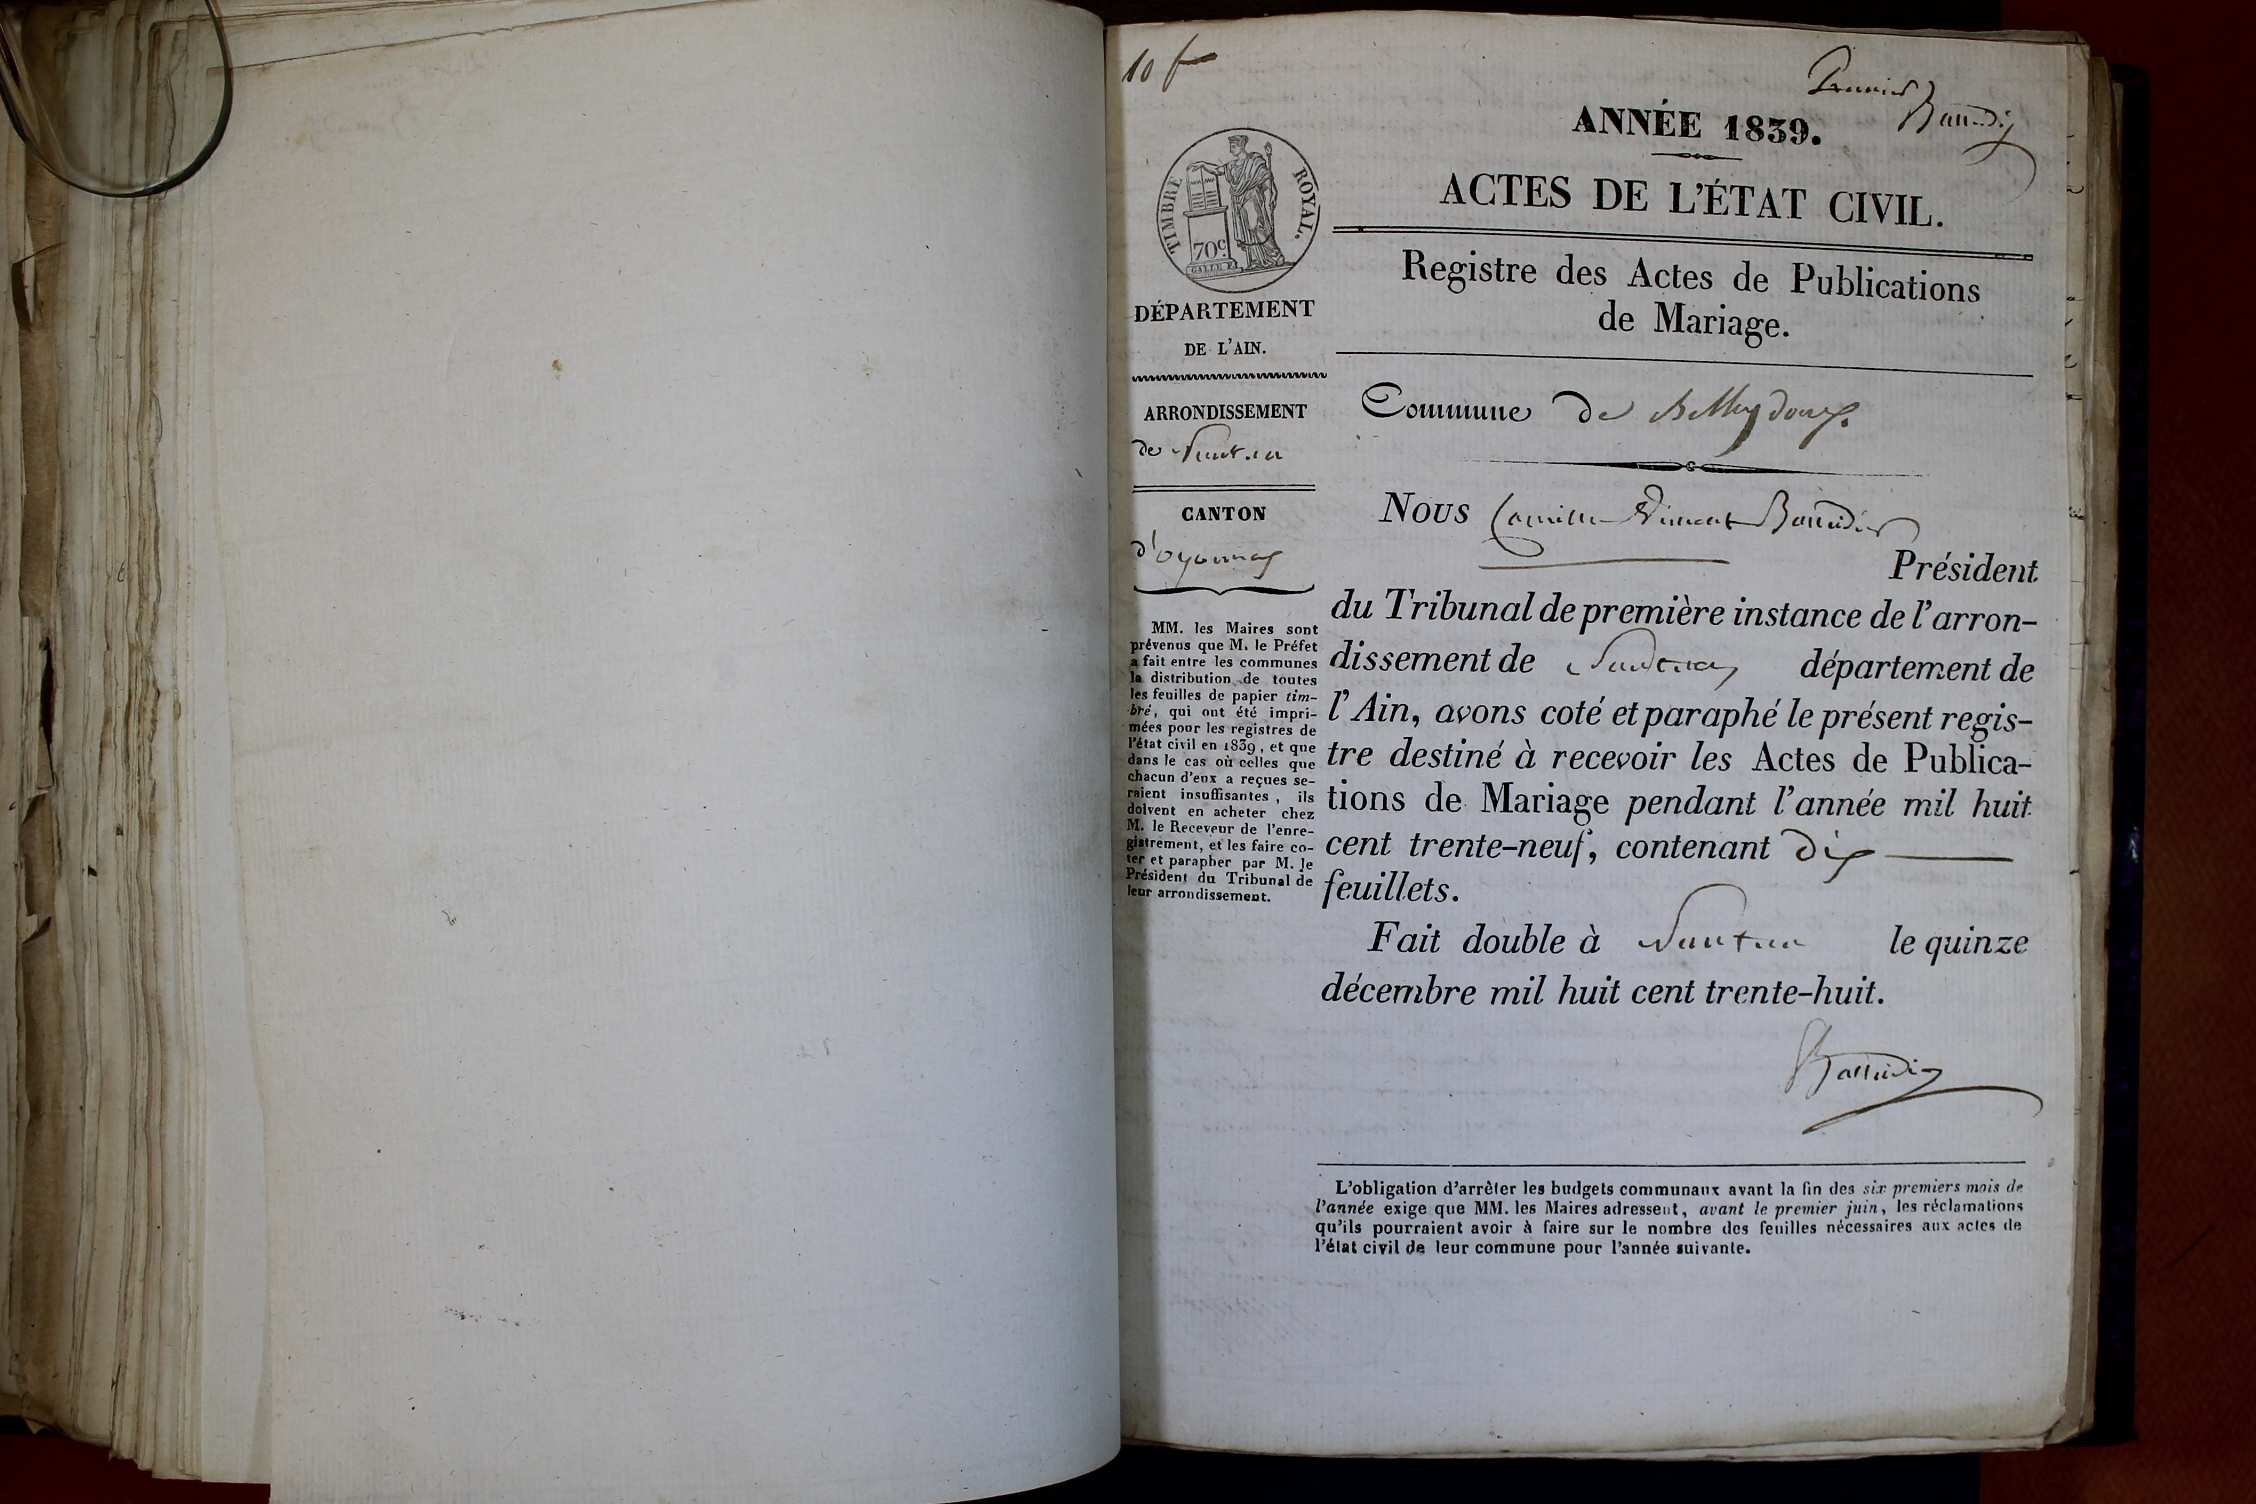 10 f
Premier
Baudin
ANNÉE 1839.
ACTES DE L'ÉTAT CIVIL.
Registre des Actes de Publications
de Mariage.
TIMBRE ROYAL.
70c.
GALLE F.
DÉPARTEMENT
DE L'AIN.
ARRONDISSEMENT
de Nantua
CANTON
d'oyonnax
MM. les Maires sont
prévenus que M. le Préfet
a fait entre les communes
la distribution de toutes
les feuilles de papier tim-
bré, qui ont été impri-
mées pour les registres de
l'état civil en 1839, et que
dans le cas où celles que
chacun d'eux a reçues se-
raient insuffisantes, ils
doivent en acheter chez
M. le Receveur de l'enre-
gistrement, et les faire co-
ter et parapher par M. le
Président du Tribunal de
leur arrondissement.
Commune de Belleydoux.
Nous Camille Vincent
Président
du Tribunal de première instance de l'arron-
dissement de Nantua département de
l'Ain, avons coté et paraphé le présent regis-
tre destiné à recevoir les Actes de Publica-
tions de Mariage pendant l'année mil huit
cent trente-neuf, contenant dix
feuillets.
Fait double à Nantua le quinze
décembre mil huit cent trente-huit.
L'obligation d'arrêter les budgets communaux avant la fin des six premiers mois de
l'année exige que MM. les Maires adressent, avant le premier juin, les réclamations
qu'ils pourraient avoir à faire sur le nombre des feuilles nécessaires aux actes de
l'état civil de leur commune pour l'année suivante.